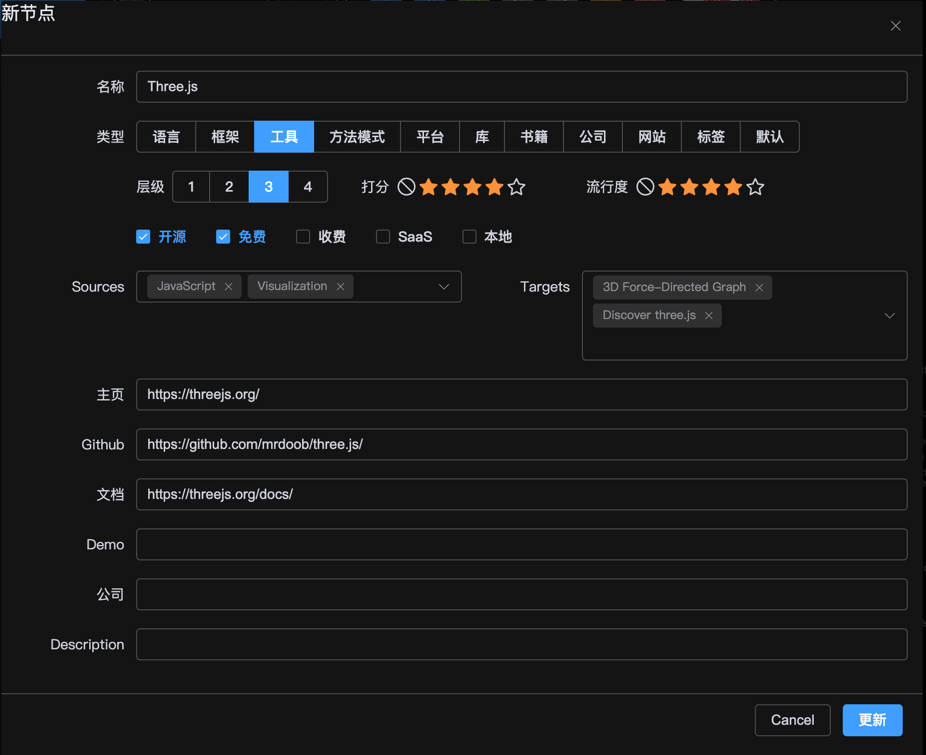 新节点
名称 Three.js
类型 语言 框架 工具 方法模式 平台 库 书籍 公司 网站 标签 默认
层级 1 2 3 4 打分 流行度
开源 免费 收费 SaaS 本地
Sources JavaScript Visualization Targets 3D Force-Directed Graph
Discover three.js
主页 https://threejs.org/
Github https://github.com/mrdoob/three.js/
文档 https://threejs.org/docs/
Demo
公司
Description
Cancel 更新